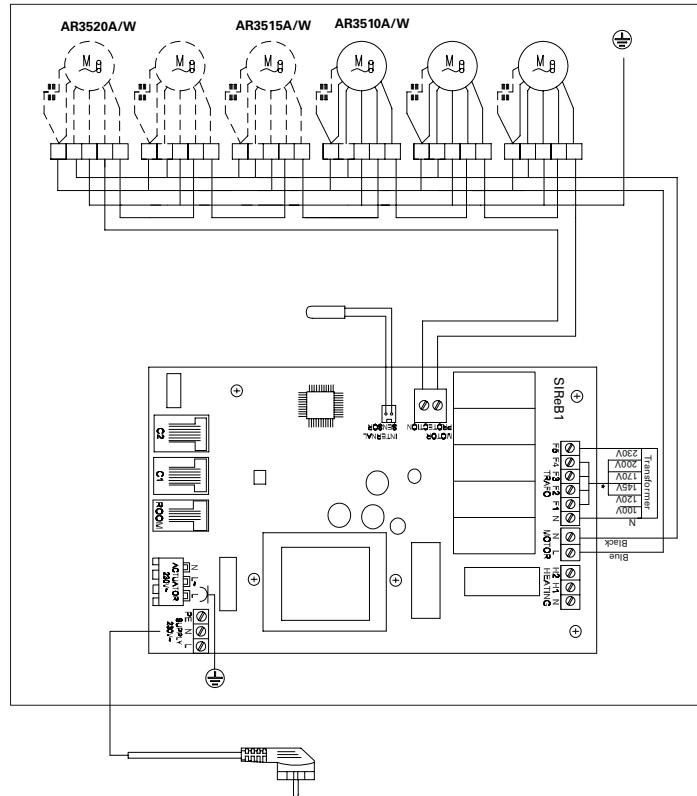 AR3520A/W
AR3515A/W
AR3510A/W
M
M
M
M
M
M
SIReB1
C2
C1
ROOM
INTERNAL
SENSOR
MOTOR
PROTECTION
F5
F4
F3
F2
F1
N
TRAFO
Transformer
230V
200V
170V
145V
*
120V
100V
N
N
L
MOTOR
Black
Blue
H2
H1
N
HEATING
N
L
L
ACTUATOR
230V~
PE
N
L
SUPPLY
230V~